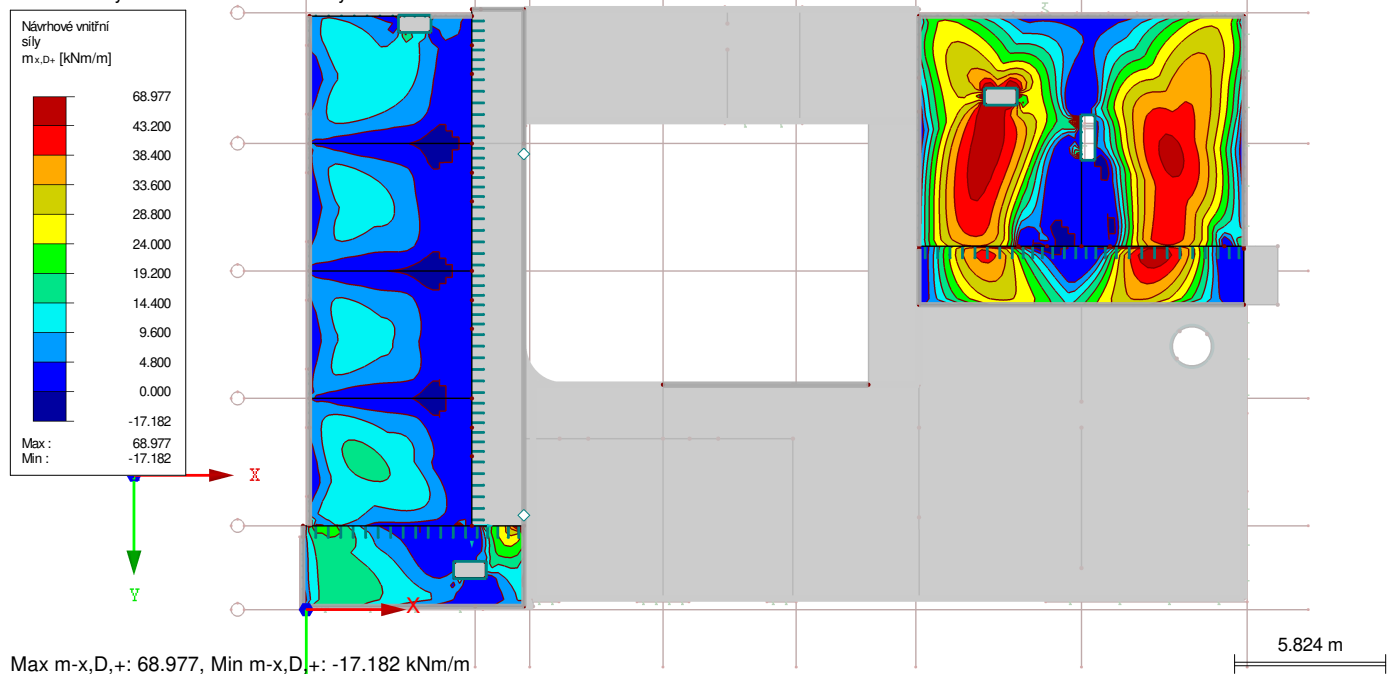 Návrhové vnitřní
síly
mx,D+ [kNm/m]
68.977
43.200
38.400
33.600
28.800
24.000
19.200
14.400
9.600
4.800
0.000
-17.182
Max : 68.977
Min : -17.182
X
Y
X
5.824 m
Max m-x,D,+: 68.977, Min m-x,D,+: -17.182 kNm/m